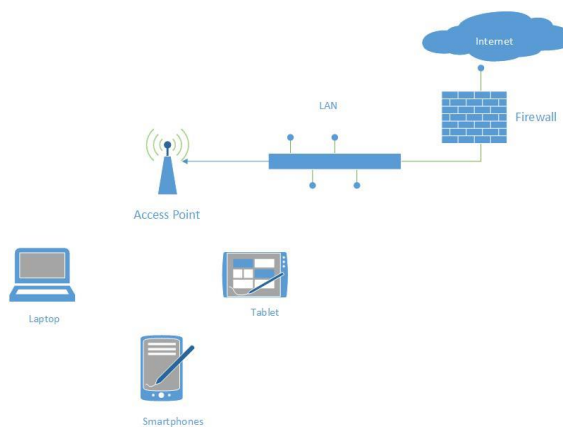 Internet
LAN
Firewall
Access Point
Laptop
Tablet
Smartphones